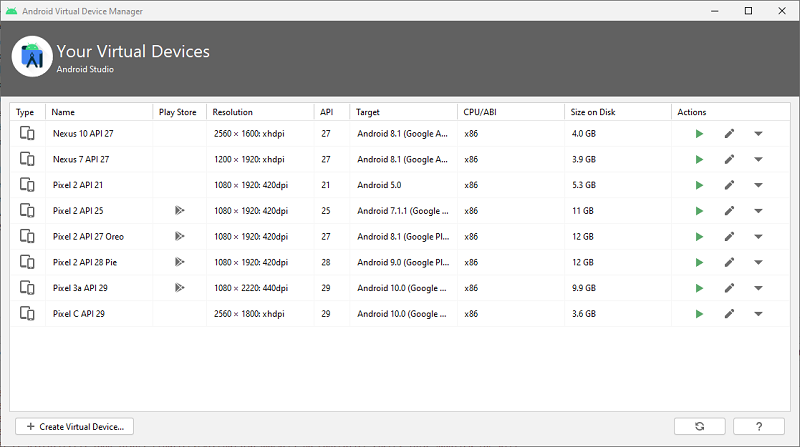 Android Virtual Device Manager
Your Virtual Devices
Android Studio
Type Name Play Store Resolution API Target CPU/ABI Size on Disk Actions
Nexus 10 API 27 2560 × 1600: xhdpi 27 Android 8.1 (Google A... x86 4.0 GB
Nexus 7 API 27 1200 × 1920: xhdpi 27 Android 8.1 (Google A... x86 3.9 GB
Pixel 2 API 21 1080 × 1920: 420dpi 21 Android 5.0 x86 5.3 GB
Pixel 2 API 25 1080 × 1920: 420dpi 25 Android 7.1.1 (Google ... x86 11 GB
Pixel 2 API 27 Oreo 1080 × 1920: 420dpi 27 Android 8.1 (Google Pl... x86 12 GB
Pixel 2 API 28 Pie 1080 × 1920: 420dpi 28 Android 9.0 (Google Pl... x86 12 GB
Pixel 3a API 29 1080 × 2220: 440dpi 29 Android 10.0 (Google ... x86 9.9 GB
Pixel C API 29 2560 × 1800: xhdpi 29 Android 10.0 (Google ... x86 3.6 GB
+ Create Virtual Device... ?